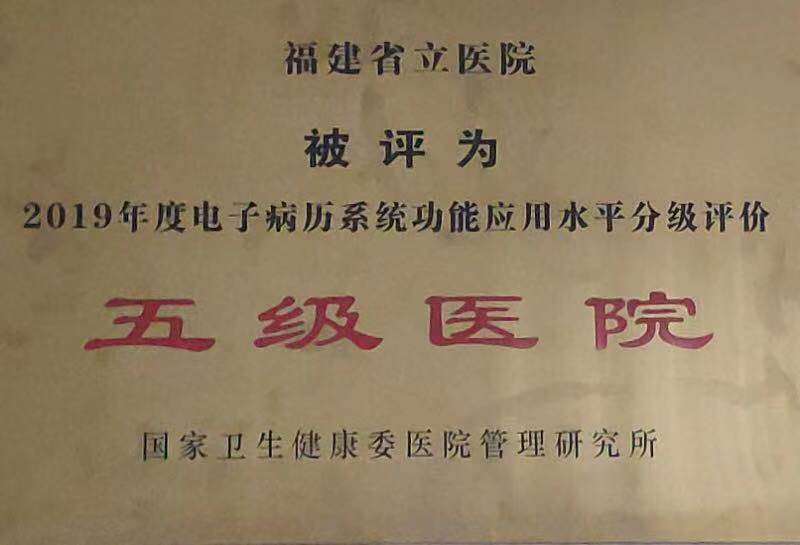 福建省立医院
被评为
2019年度电子病历系统功能应用水平分级评价
五级医院
国家卫生健康委医院管理研究所